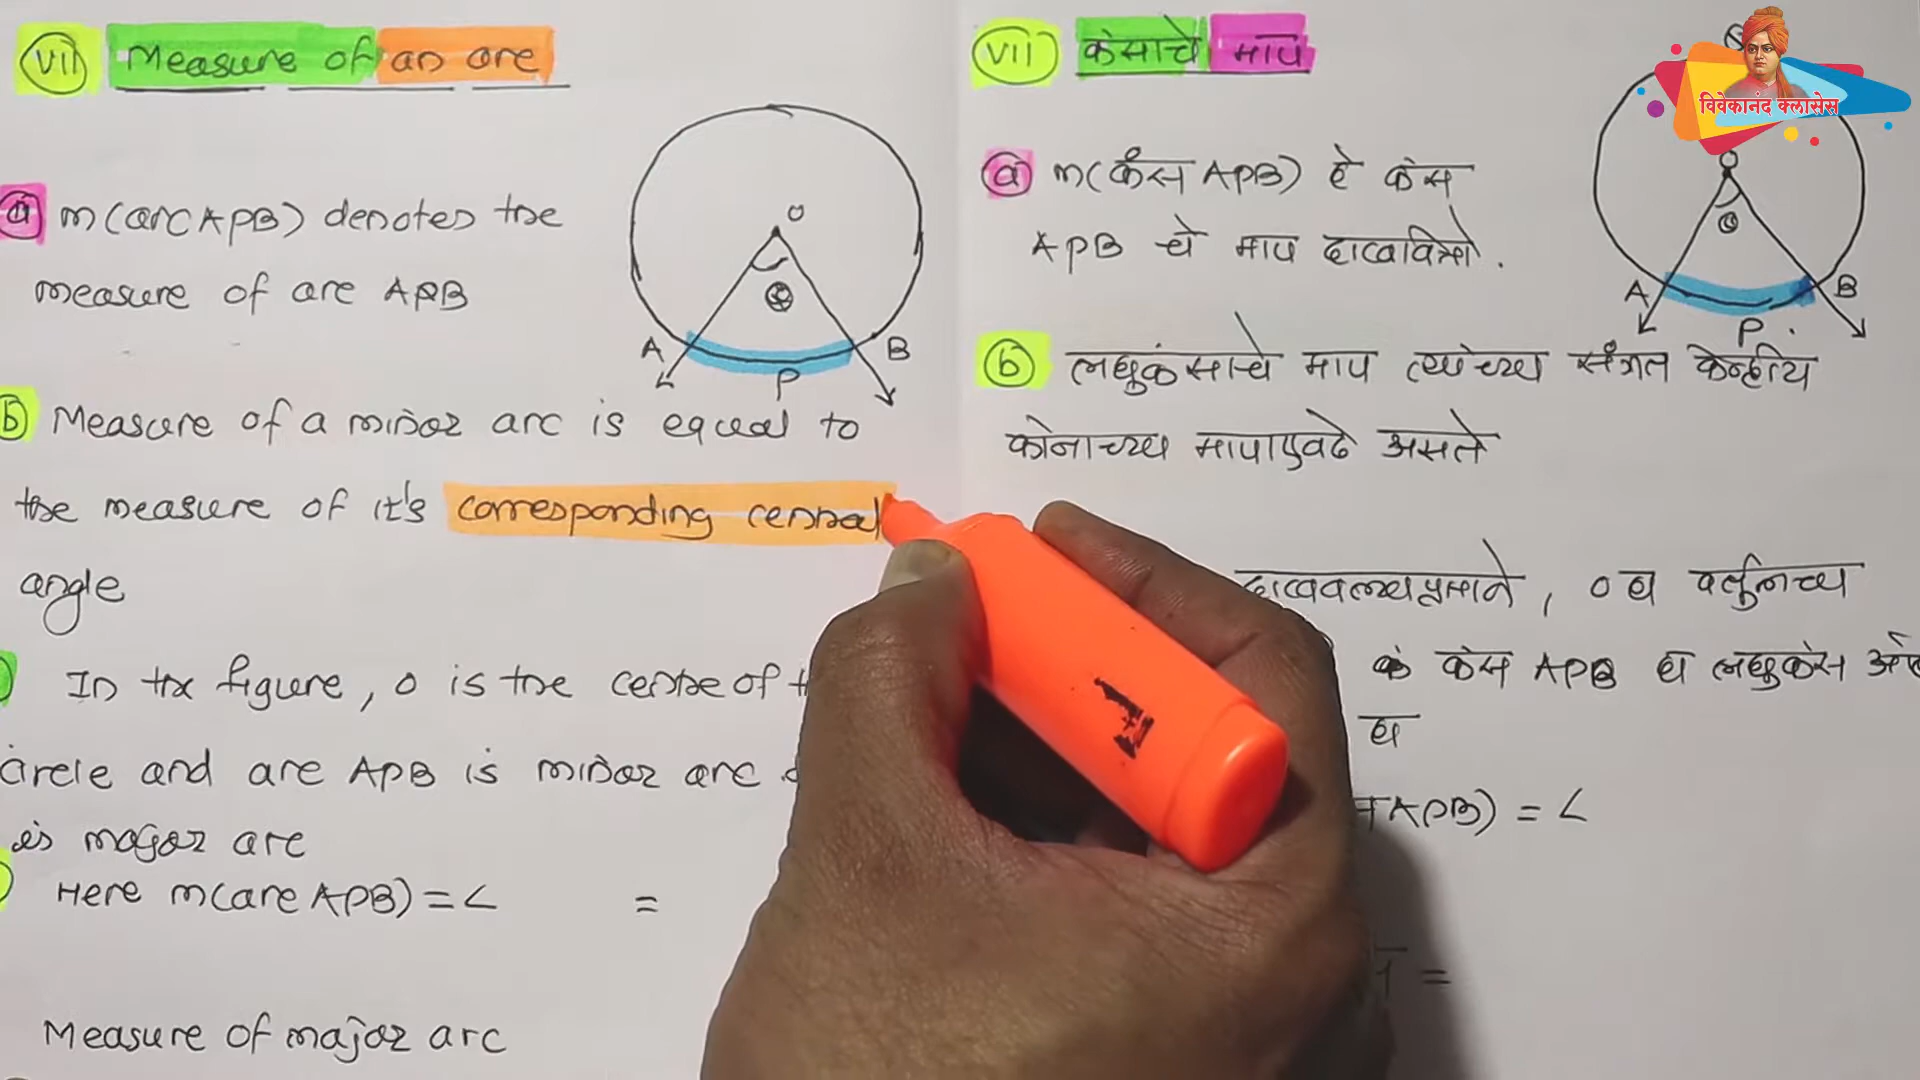 VII Measure of an arc
a m(arc APB) denotes the
measure of arc APB
O
A
B
P
b Measure of a minor arc is equal to
the measure of it's corresponding central
angle
In the figure, O is the centre of
circle and arc APB is minor arc
is major arc
Here m(arc APB) = ∠ =
Measure of major arc
VII कंसाचे माप
विवेकानंद क्लासेस
a m(कंस APB) हे कंस
APB चे माप दाखवितो.
O
A
B
P
b लघुकंसाचे माप त्याच्या संगत केन्द्रीय
कोनाच्या मापाएवढे असते
दाखवल्याप्रमाणे, O हा वर्तुळाच्या
कंस APB हा लघुकंस
हा
APB) = ∠
=